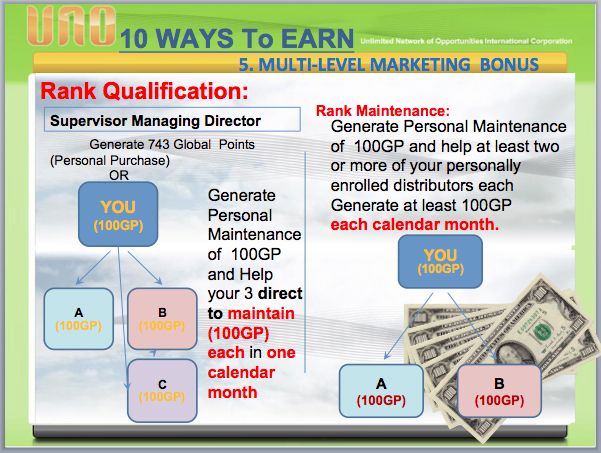 UNO
10 WAYS To EARN
Unlimited Network of Opportunities International Corporation
5. MULTI-LEVEL MARKETING BONUS
Rank Qualification:
Supervisor Managing Director
Generate 743 Global Points
(Personal Purchase)
OR
YOU
(100GP)
A
(100GP)
B
(100GP)
C
(100GP)
Generate
Personal
Maintenance
of 100GP
and Help
your 3 direct
to maintain
(100GP)
each in one
calendar
month
Rank Maintenance:
Generate Personal Maintenance
of 100GP and help at least two
or more of your personally
enrolled distributors each
Generate at least 100GP
each calendar month.
YOU
(100GP)
A
(100GP)
B
(100GP)